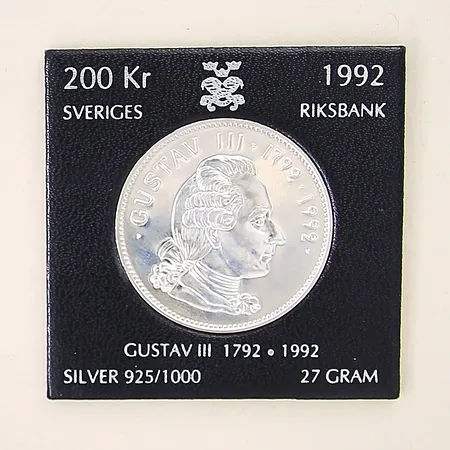 200 Kr 1992
SVERIGES RIKSBANK
GUSTAV III • 1792 • 1992 •
GUSTAV III 1792 • 1992
SILVER 925/1000 27 GRAM